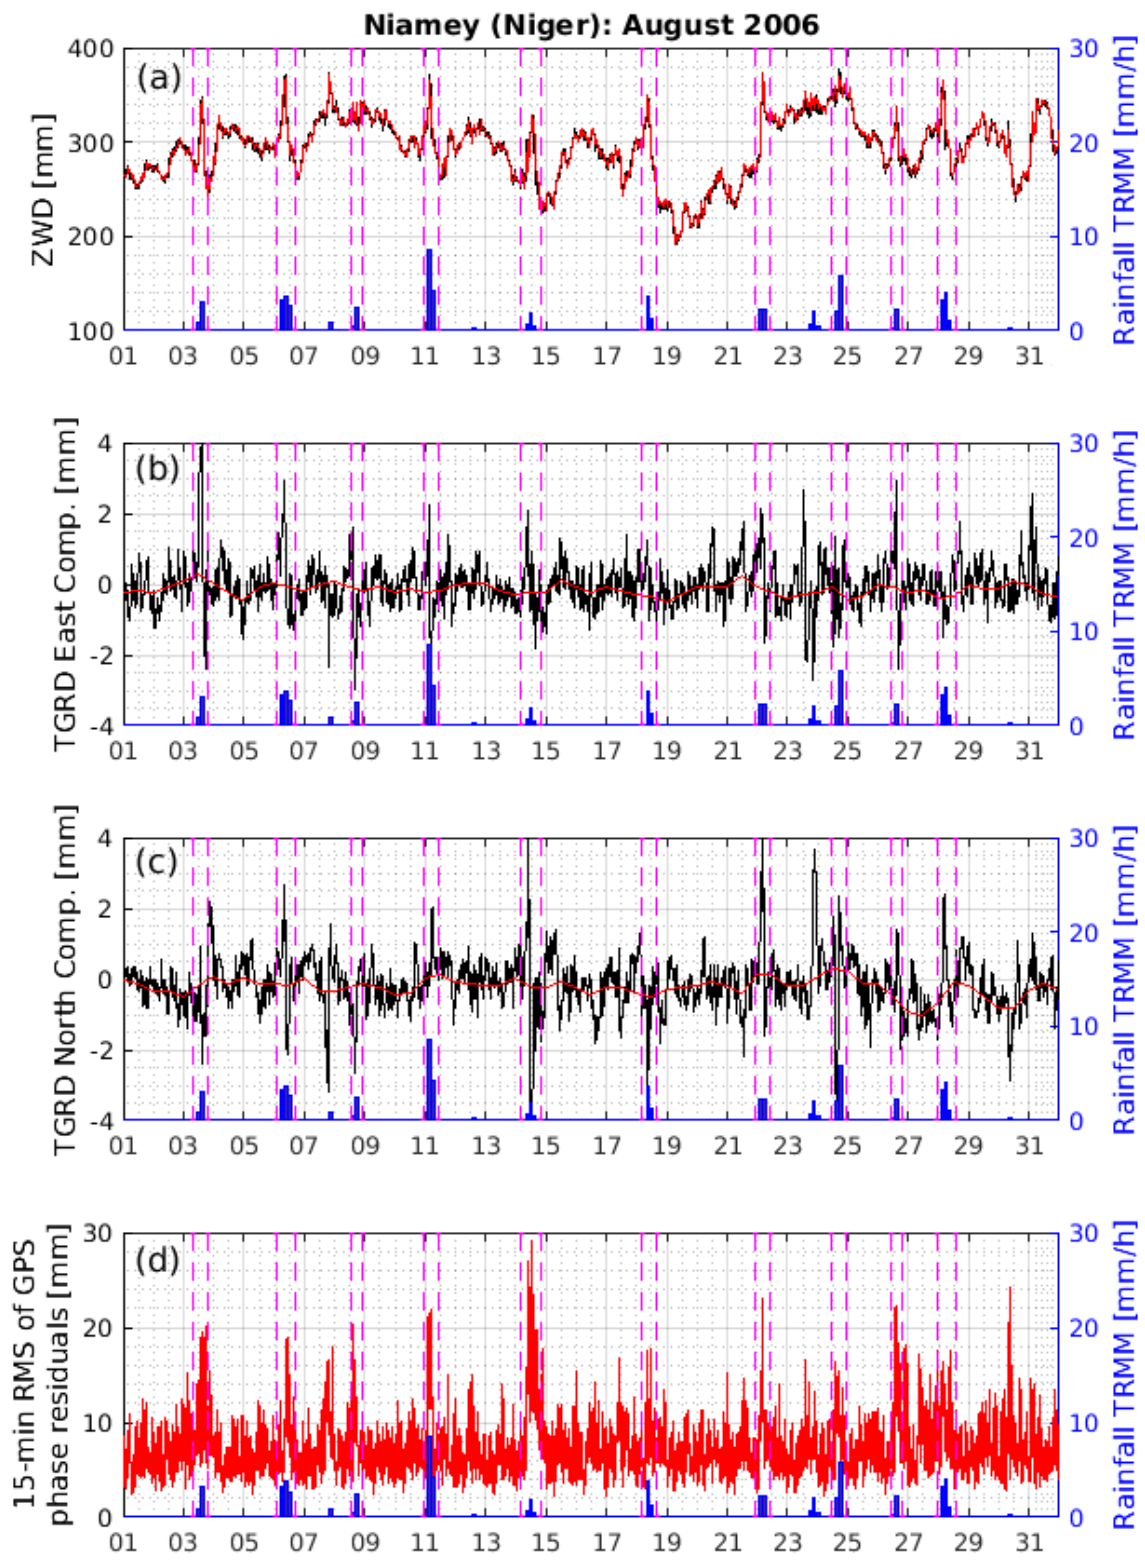 Niamey (Niger): August 2006
(a)
ZWD [mm]
400
300
200
100
Rainfall TRMM [mm/h]
30
20
10
0
01 03 05 07 09 11 13 15 17 19 21 23 25 27 29 31
(b)
TGRD East Comp. [mm]
4
2
0
-2
-4
Rainfall TRMM [mm/h]
30
20
10
0
01 03 05 07 09 11 13 15 17 19 21 23 25 27 29 31
(c)
TGRD North Comp. [mm]
4
2
0
-2
-4
Rainfall TRMM [mm/h]
30
20
10
0
01 03 05 07 09 11 13 15 17 19 21 23 25 27 29 31
(d)
15-min RMS of GPS
phase residuals [mm]
30
20
10
0
Rainfall TRMM [mm/h]
30
20
10
0
01 03 05 07 09 11 13 15 17 19 21 23 25 27 29 31